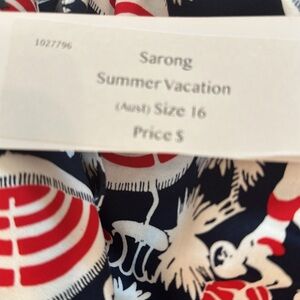 1027796
Sarong
Summer Vacation
(Aust) Size 16
Price $